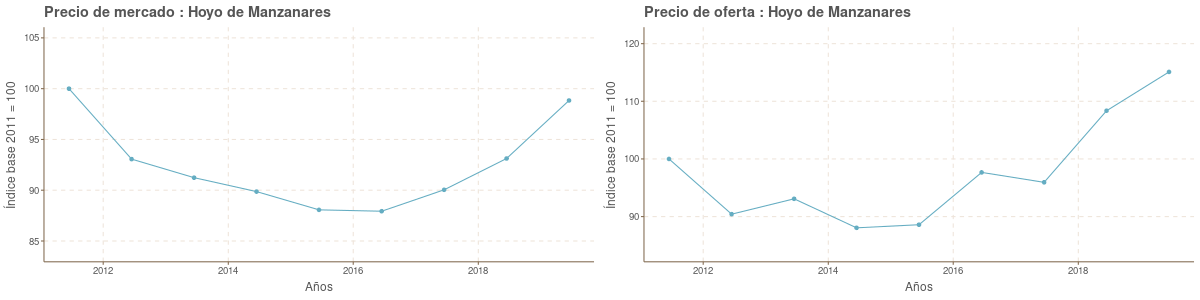 Precio de mercado : Hoyo de Manzanares
105
100
95
90
85
Índice base 2011 = 100
2012
2014
2016
2018
Años
Precio de oferta : Hoyo de Manzanares
120
110
100
90
Índice base 2011 = 100
2012
2014
2016
2018
Años